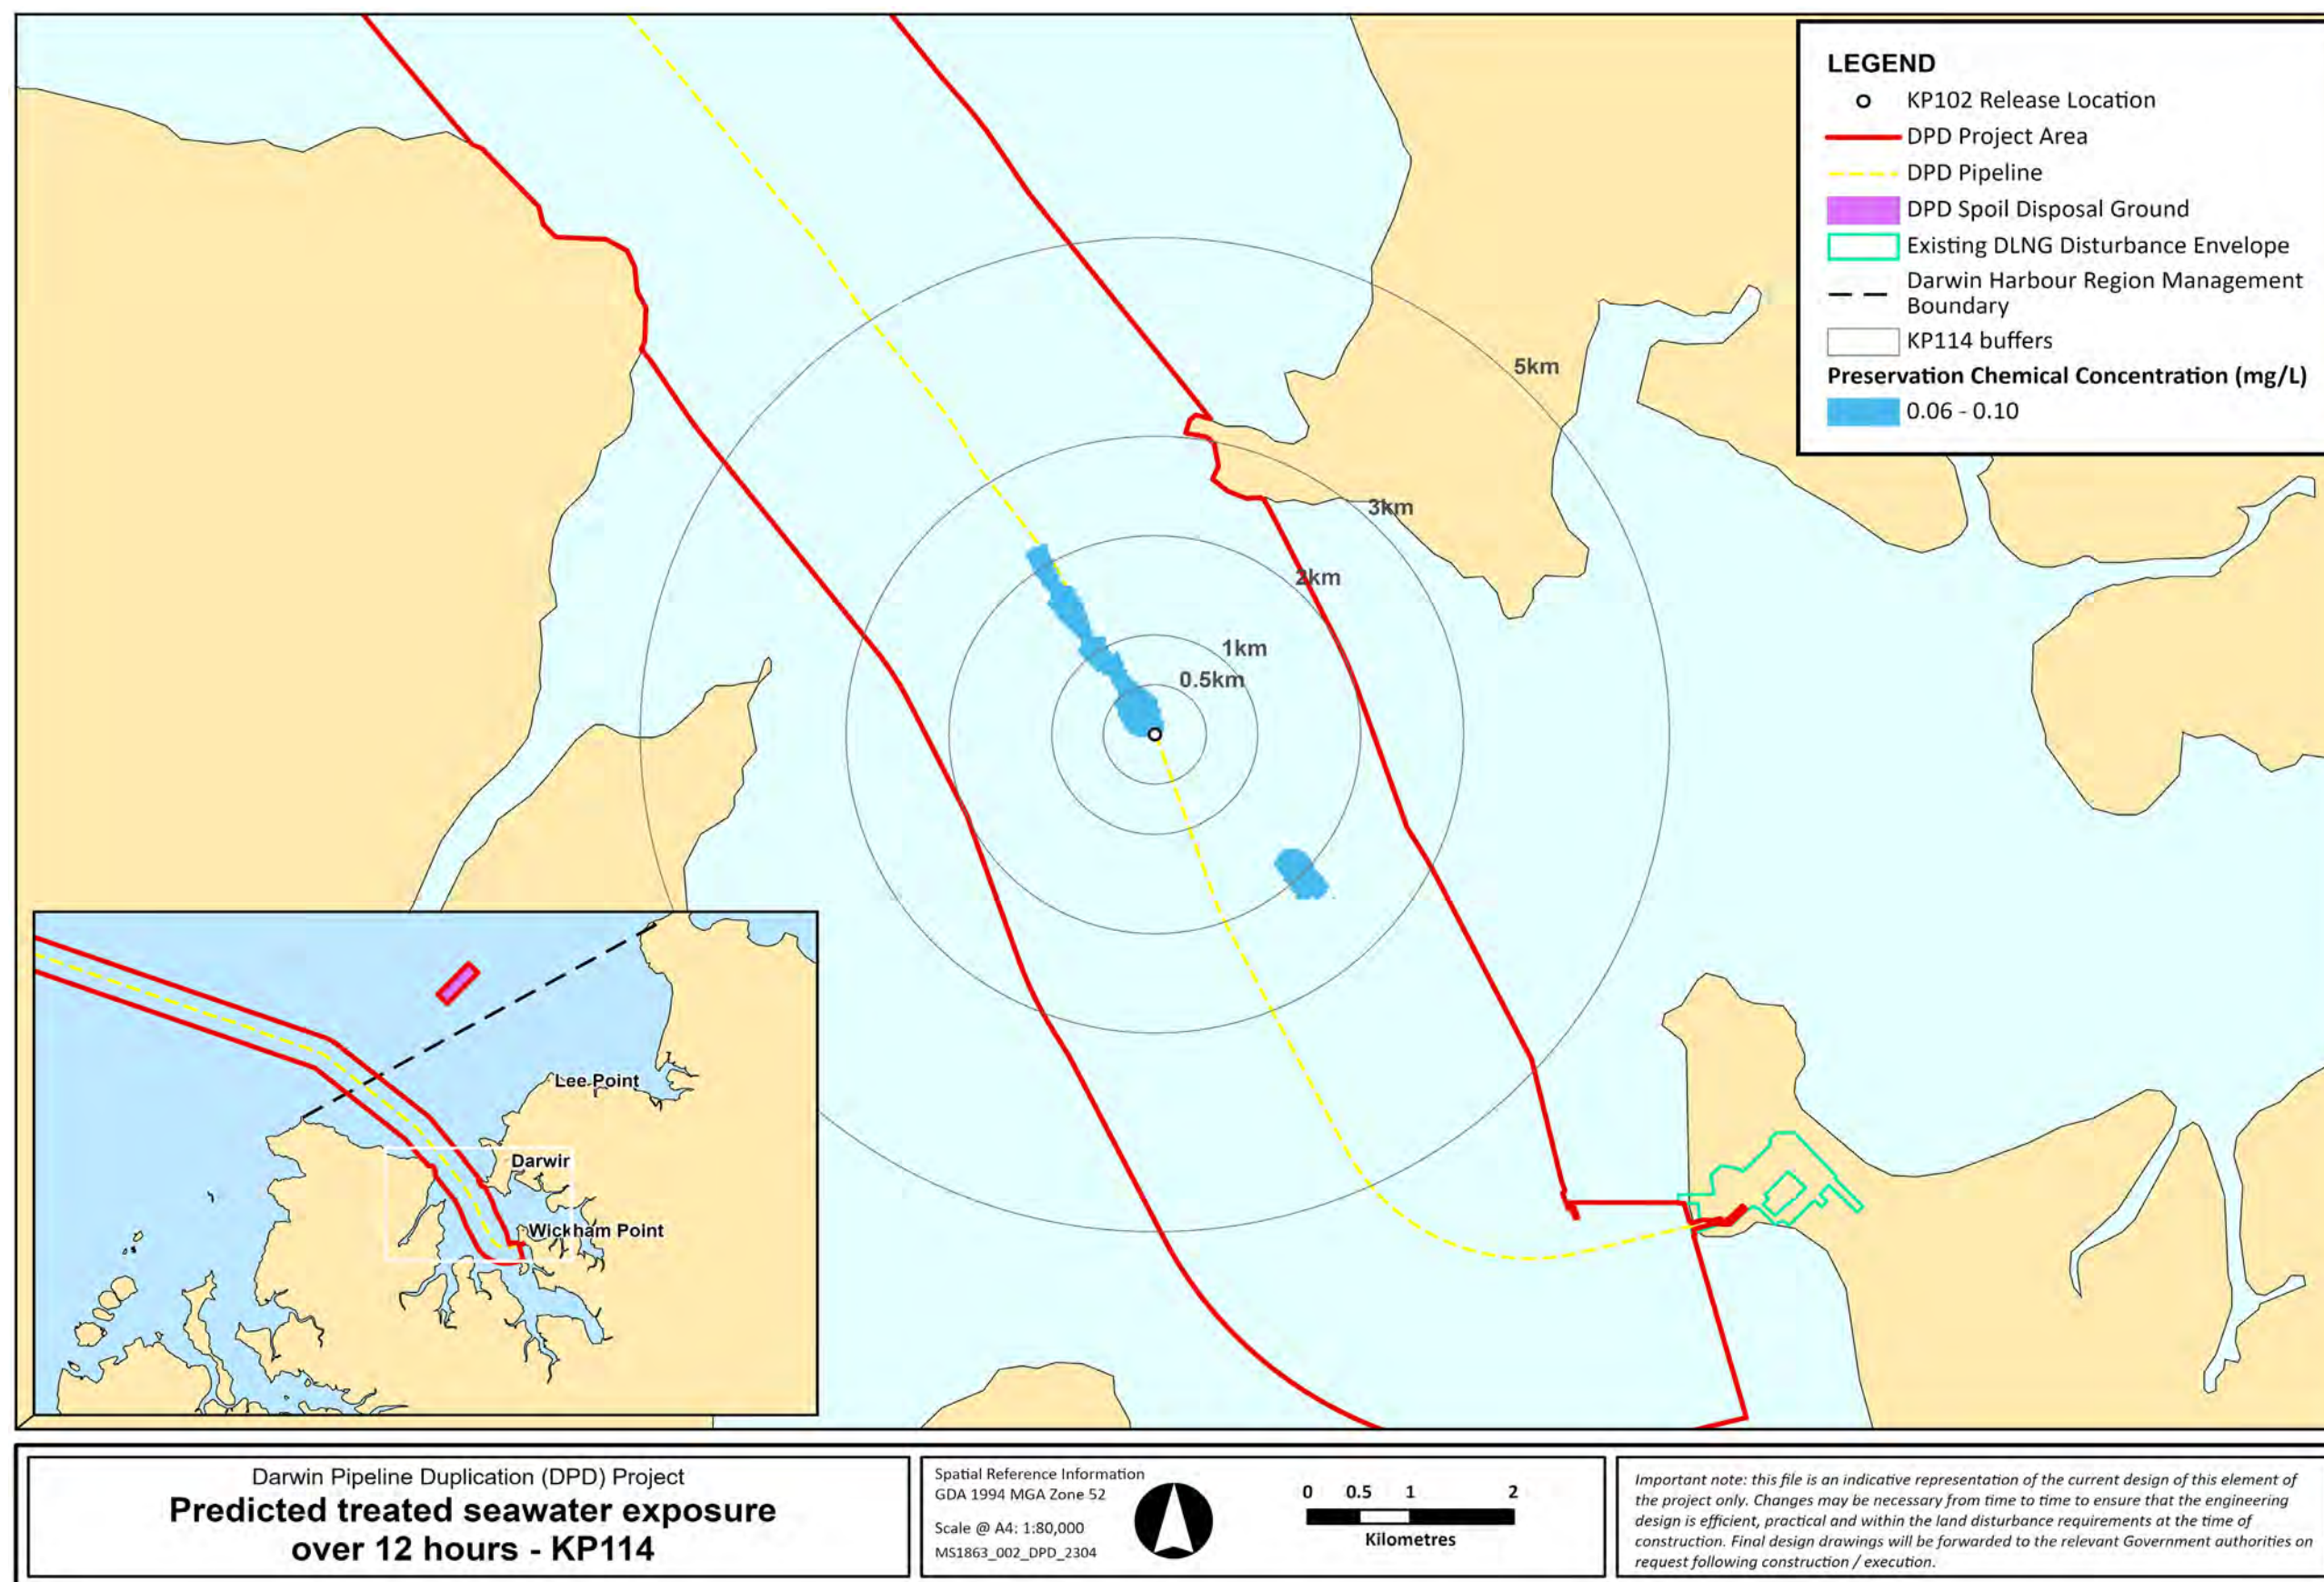 LEGEND
KP102 Release Location
DPD Project Area
DPD Pipeline
DPD Spoil Disposal Ground
Existing DLNG Disturbance Envelope
Darwin Harbour Region Management
Boundary
KP114 buffers
Preservation Chemical Concentration (mg/L)
0.06 - 0.10
5km
3km
2km
1km
0.5km
Lee Point
Darwin
Wickham Point
Darwin Pipeline Duplication (DPD) Project
Predicted treated seawater exposure
over 12 hours - KP114
Spatial Reference Information
GDA 1994 MGA Zone 52
Scale @ A4: 1:80,000
MS1863_002_DPD_2304
0 0.5 1 2
Kilometres
Important note: this file is an indicative representation of the current design of this element of
the project only. Changes may be necessary from time to time to ensure that the engineering
design is efficient, practical and within the land disturbance requirements at the time of
construction. Final design drawings will be forwarded to the relevant Government authorities on
request following construction / execution.